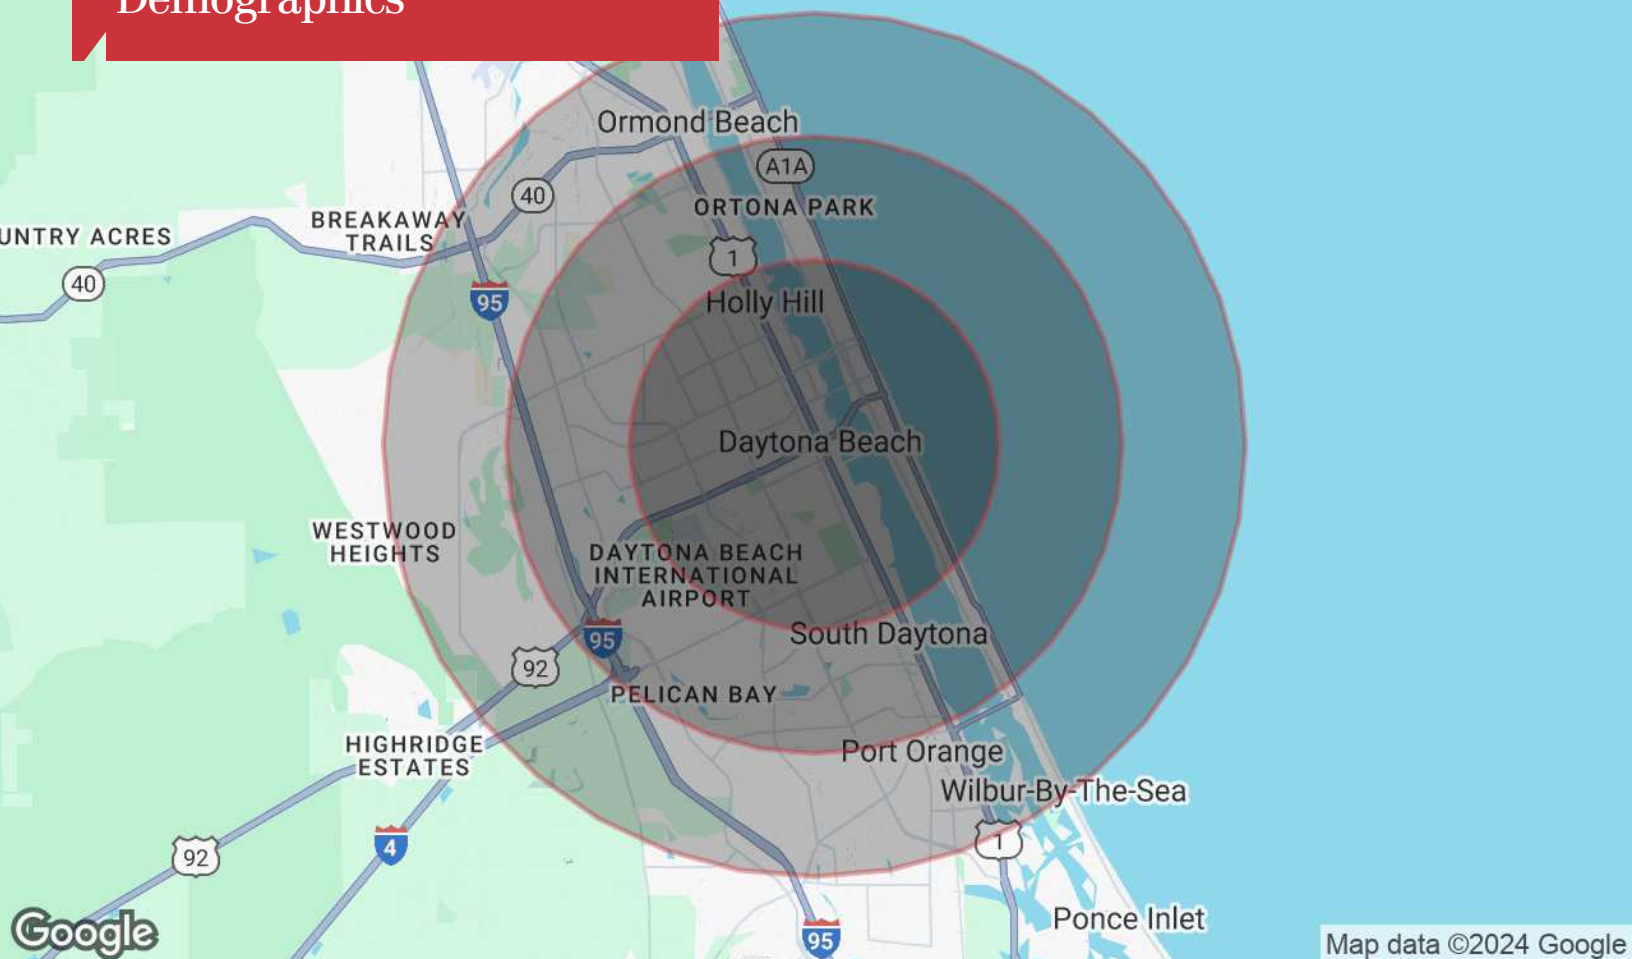 Demographics
Ormond Beach
A1A
40
ORTONA PARK
BREAKAWAY
TRAILS
UNTRY ACRES
1
40
95
Holly Hill
Daytona Beach
WESTWOOD
HEIGHTS
DAYTONA BEACH
INTERNATIONAL
AIRPORT
95
South Daytona
92
PELICAN BAY
HIGHRIDGE
ESTATES
Port Orange
Wilbur-By-The-Sea
4
1
92
Ponce Inlet
95
Google
Map data ©2024 Google